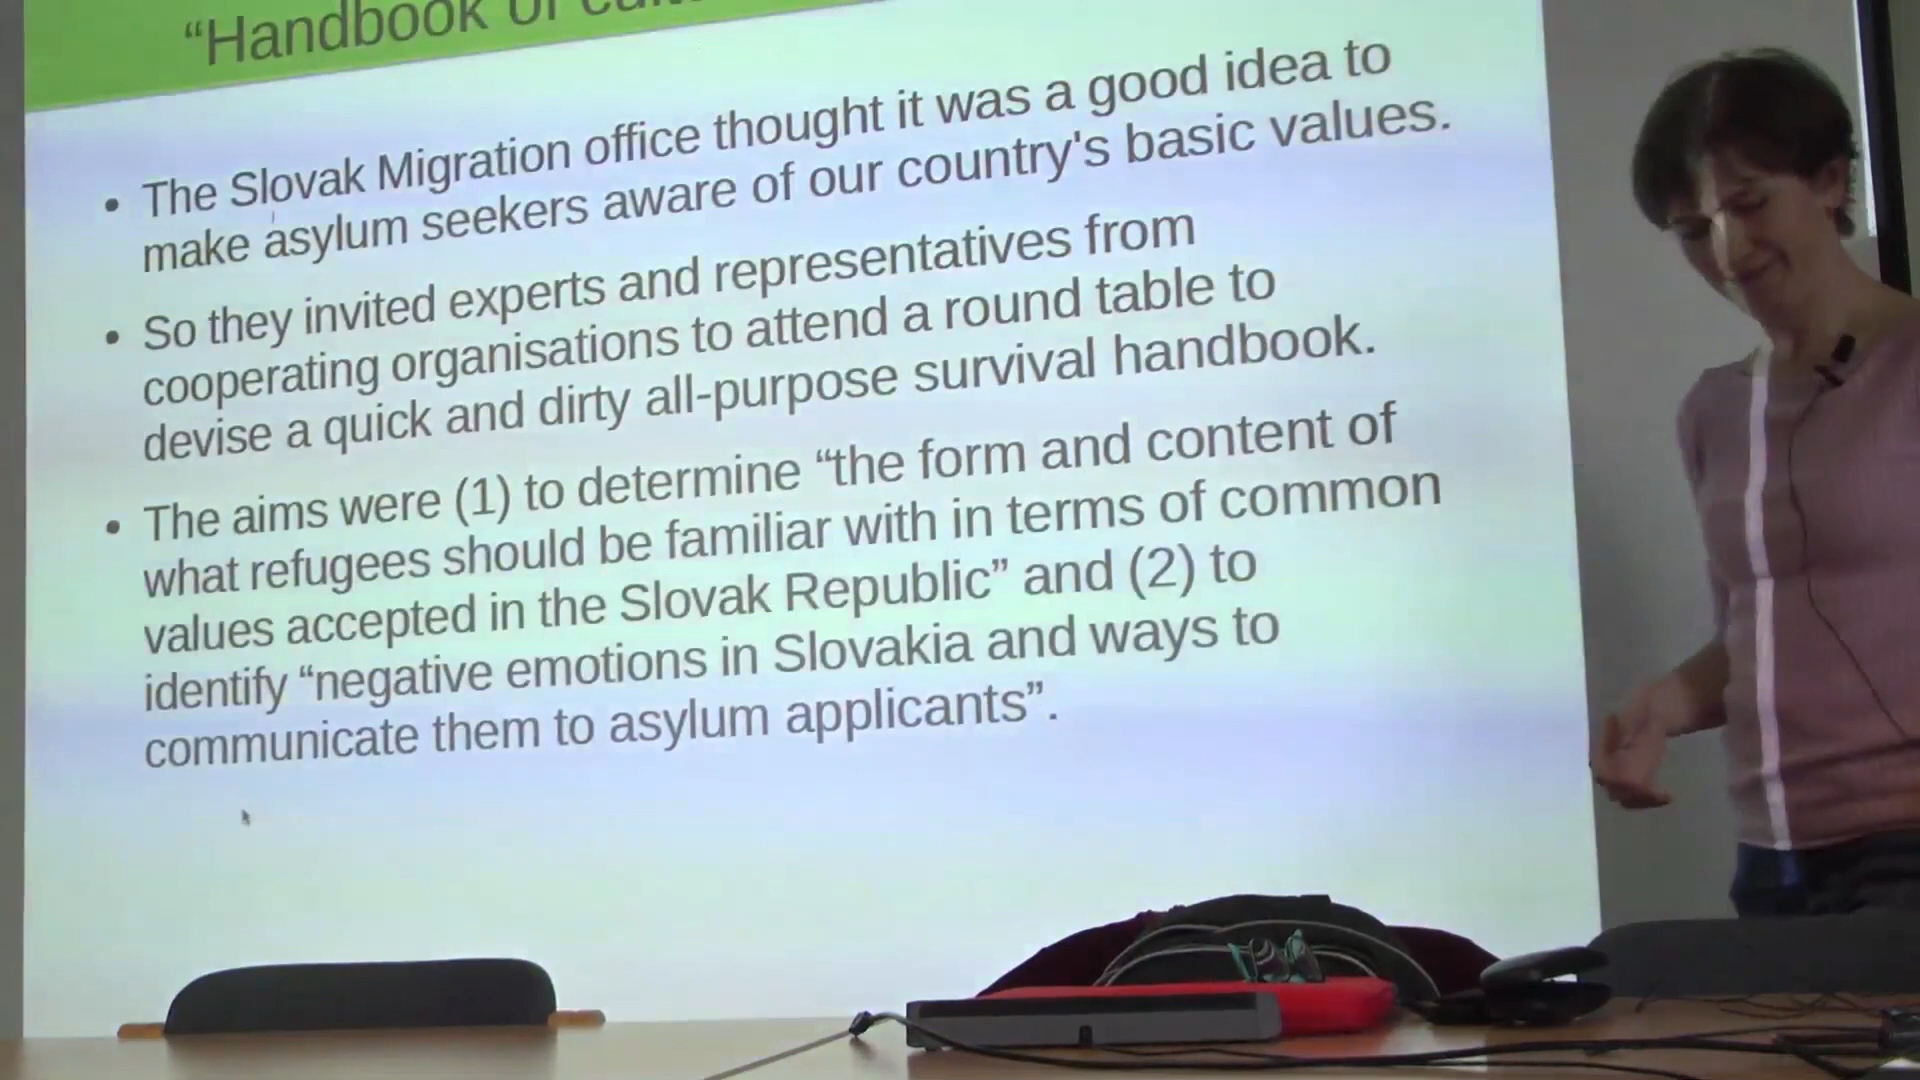 “Handbook of
• The Slovak Migration office thought it was a good idea to
make asylum seekers aware of our country's basic values.
• So they invited experts and representatives from
cooperating organisations to attend a round table to
devise a quick and dirty all-purpose survival handbook.
• The aims were (1) to determine “the form and content of
what refugees should be familiar with in terms of common
values accepted in the Slovak Republic” and (2) to
identify “negative emotions in Slovakia and ways to
communicate them to asylum applicants”.